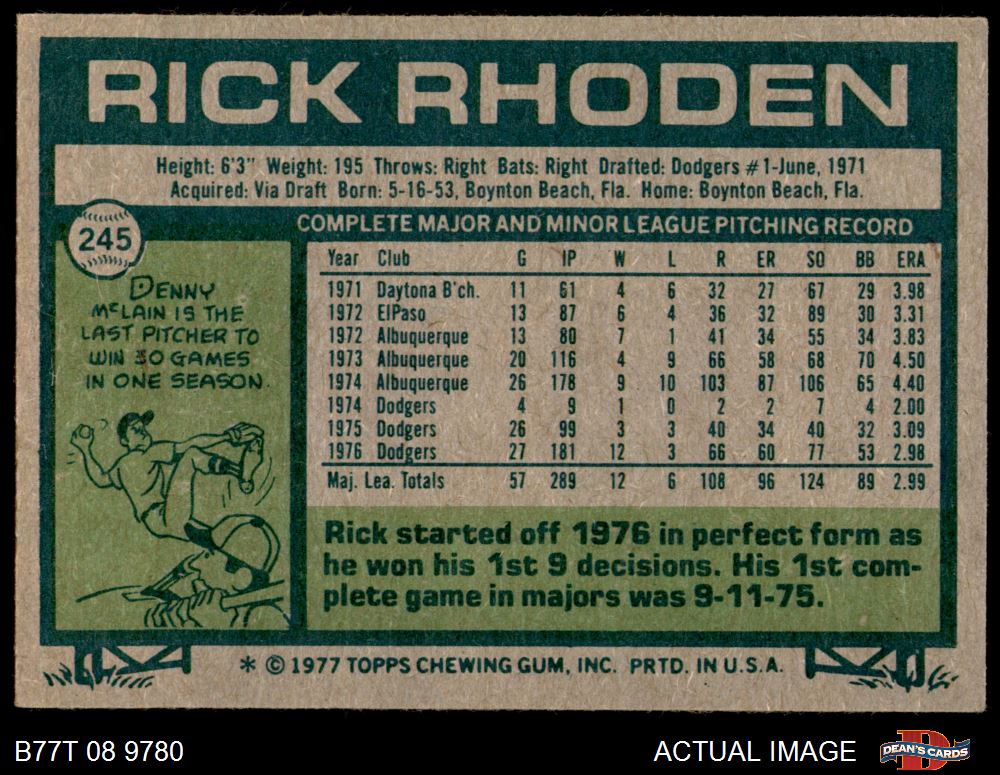 RICK RHODEN
Height: 6'3" Weight: 195 Throws: Right Bats: Right Drafted: Dodgers #1-June, 1971
Acquired: Via Draft Born: 5-16-53, Boynton Beach, Fla. Home: Boynton Beach, Fla.
245
COMPLETE MAJOR AND MINOR LEAGUE PITCHING RECORD
DENNY
McLAIN IS THE
LAST PITCHER TO
WIN 30 GAMES
IN ONE SEASON.
Year Club G IP W L R ER SO BB ERA
1971 Daytona B'ch. 11 61 4 6 32 27 67 29 3.98
1972 ElPaso 13 87 6 4 36 32 89 30 3.31
1972 Albuquerque 13 80 7 1 41 34 55 34 3.83
1973 Albuquerque 20 116 4 9 66 58 68 70 4.50
1974 Albuquerque 26 178 9 10 103 87 106 65 4.40
1974 Dodgers 4 9 1 0 2 2 7 4 2.00
1975 Dodgers 26 99 3 3 40 34 40 32 3.09
1976 Dodgers 27 181 12 3 66 60 77 53 2.98
Maj. Lea. Totals 57 289 12 6 108 96 124 89 2.99
Rick started off 1976 in perfect form as
he won his 1st 9 decisions. His 1st com-
plete game in majors was 9-11-75.
* © 1977 TOPPS CHEWING GUM, INC. PRTD. IN U.S.A.
B77T 08 9780
ACTUAL IMAGE
D
DEAN'S CARDS